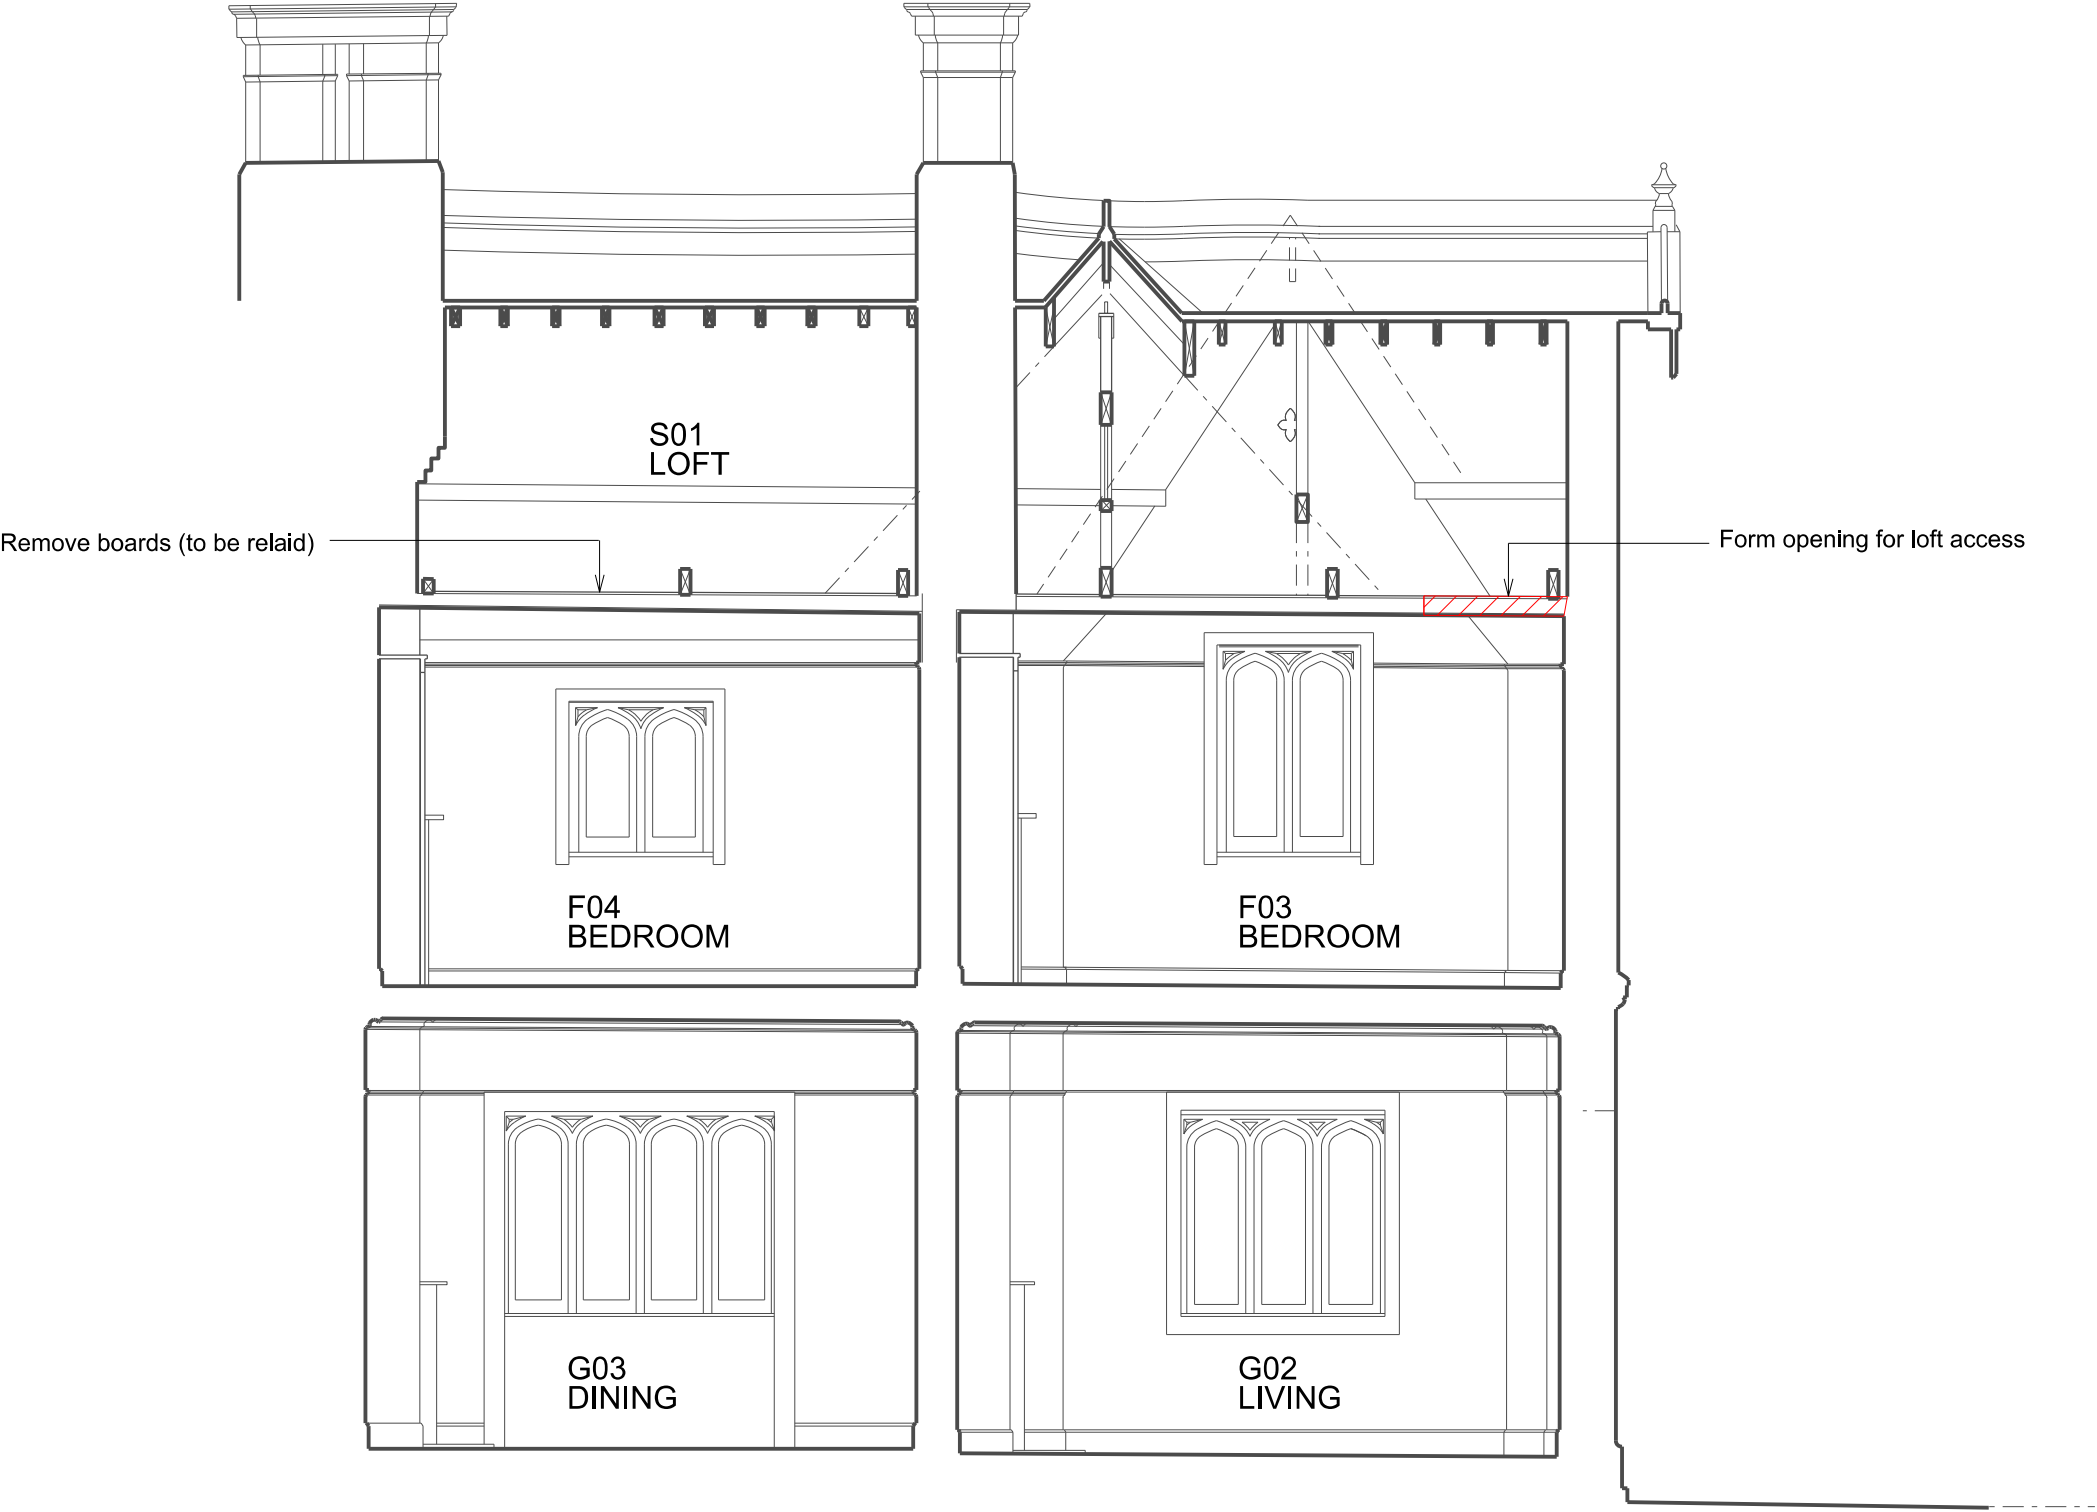 S01
LOFT
Remove boards (to be relaid)
Form opening for loft access
F04
BEDROOM
F03
BEDROOM
G03
DINING
G02
LIVING